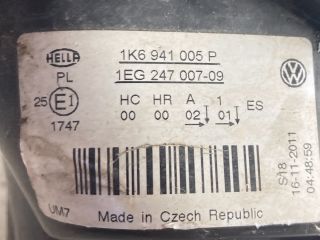 HELLA 1K6 941 005 P
PL 1EG 247 007-09
25 E1 HC HR A 1 ES
00 00 02 01
1747
UM7
Made in Czech Republic
S18
16-11-2011
04:48:59